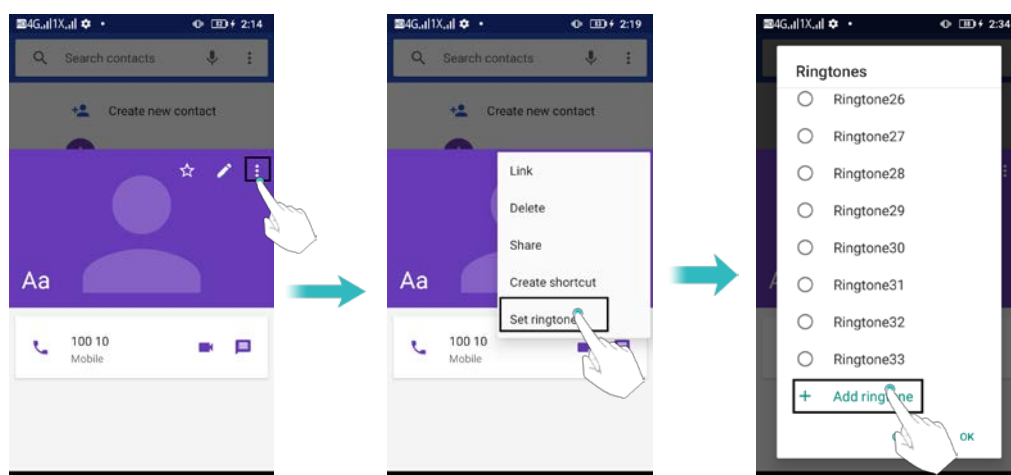 4G 1X 2:14
Search contacts
Create new contact
Aa
100 10
Mobile
4G 1X 2:19
Search contacts
Create new contact
Link
Delete
Share
Create shortcut
Set ringtone
Aa
100 10
Mobile
4G 1X 2:34
Ringtones
Ringtone26
Ringtone27
Ringtone28
Ringtone29
Ringtone30
Ringtone31
Ringtone32
Ringtone33
+ Add ringtone
OK